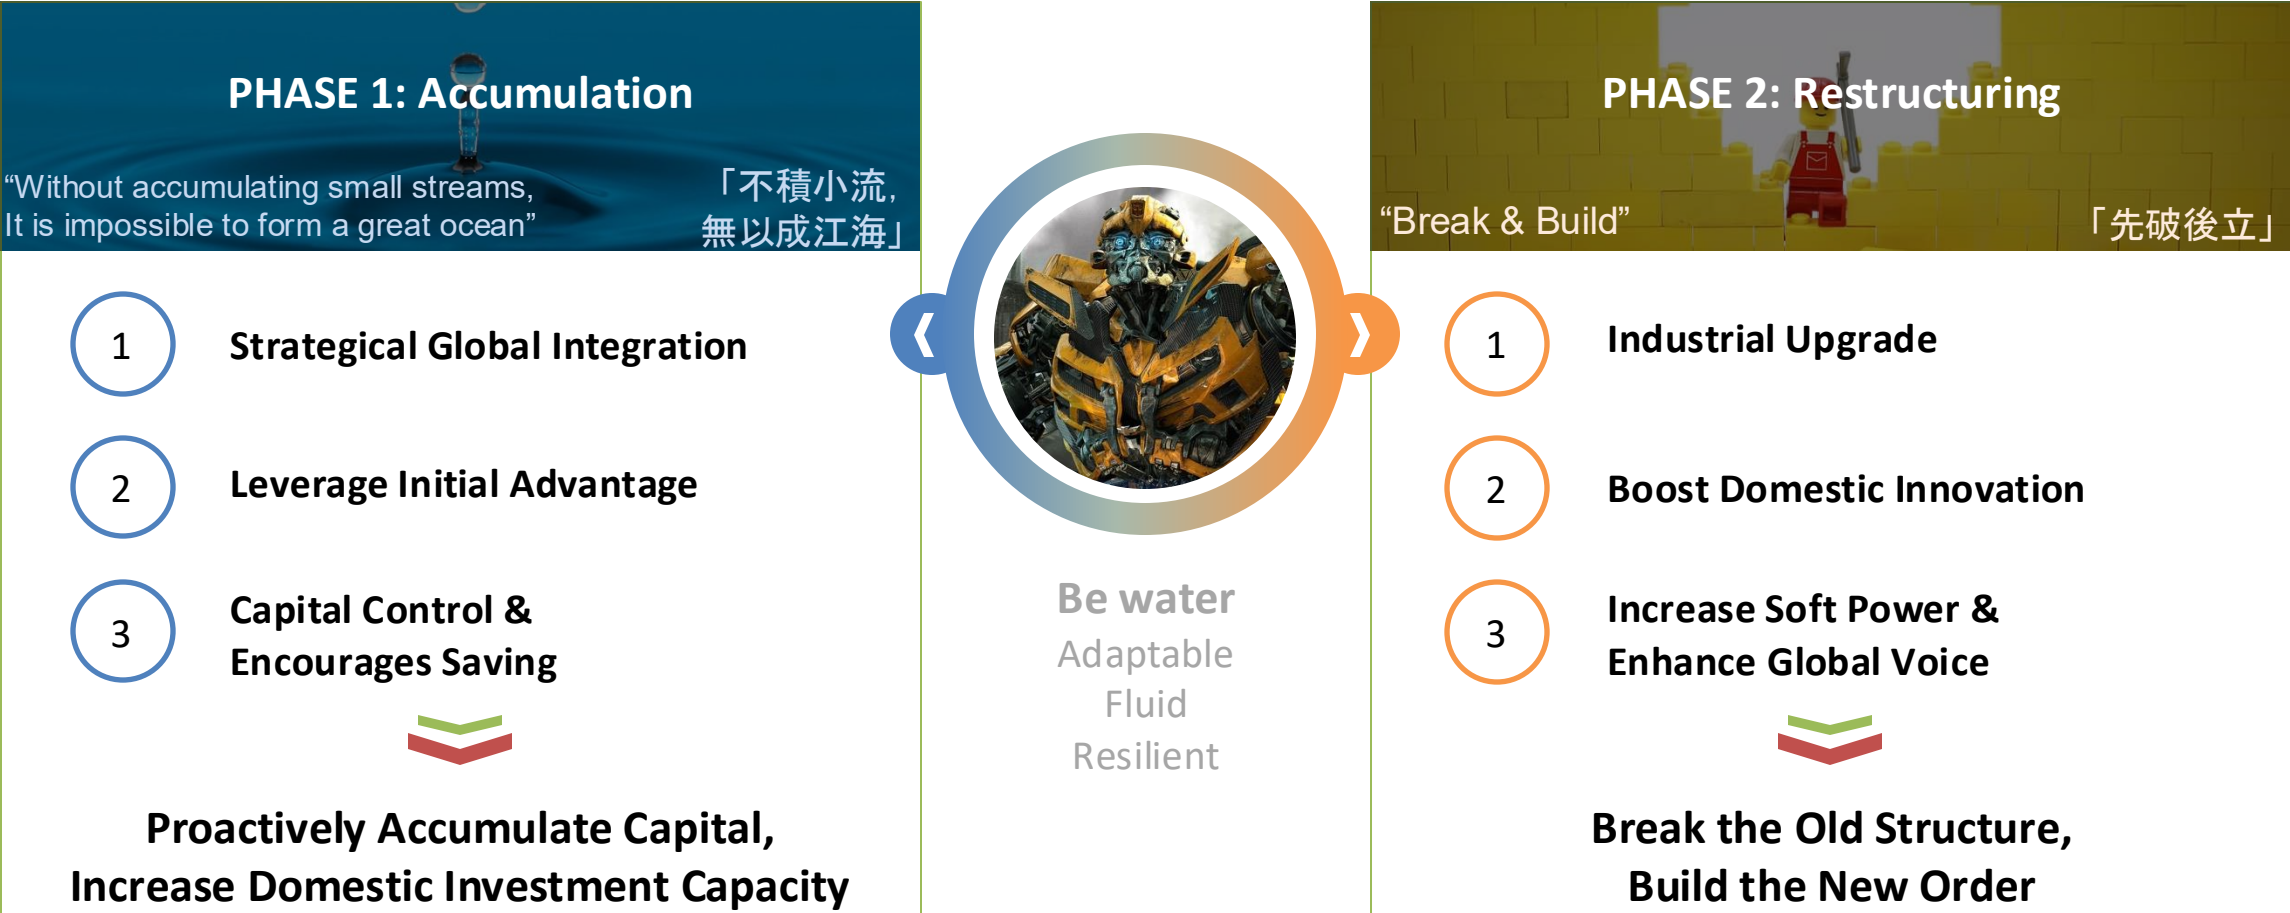 PHASE 1: Accumulation
“Without accumulating small streams,
It is impossible to form a great ocean”
「不積小流,
無以成江海」
1
Strategical Global Integration
2
Leverage Initial Advantage
3
Capital Control &
Encourages Saving
Proactively Accumulate Capital,
Increase Domestic Investment Capacity
Be water
Adaptable
Fluid
Resilient
PHASE 2: Restructuring
“Break & Build”
「先破後立」
1
Industrial Upgrade
2
Boost Domestic Innovation
3
Increase Soft Power &
Enhance Global Voice
Break the Old Structure,
Build the New Order